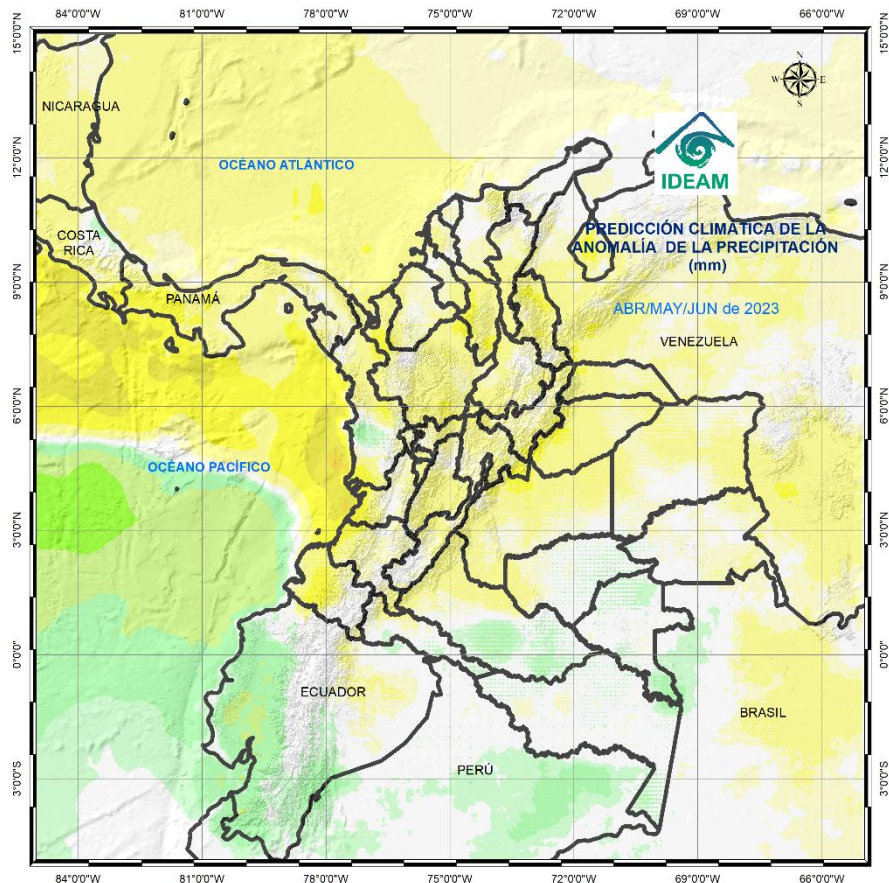 84°0'0"W 81°0'0"W 78°0'0"W 75°0'0"W 72°0'0"W 69°0'0"W 66°0'0"W
15°0'0"N
15°0'0"N
N
W E
S
NICARAGUA
12°0'0"N
OCÉANO ATLÁNTICO
IDEAM
12°0'0"N
COSTA
RICA
PREDICCIÓN CLIMÁTICA DE LA
ANOMALÍA DE LA PRECIPITACIÓN
(mm)
9°0'0"N
PANAMÁ
9°0'0"N
ABR/MAY/JUN de 2023
VENEZUELA
6°0'0"N
6°0'0"N
OCÉANO PACÍFICO
3°0'0"N
3°0'0"N
0°0'0"
0°0'0"
ECUADOR
BRASIL
PERÚ
3°0'0"S
3°0'0"S
84°0'0"W 81°0'0"W 78°0'0"W 75°0'0"W 72°0'0"W 69°0'0"W 66°0'0"W